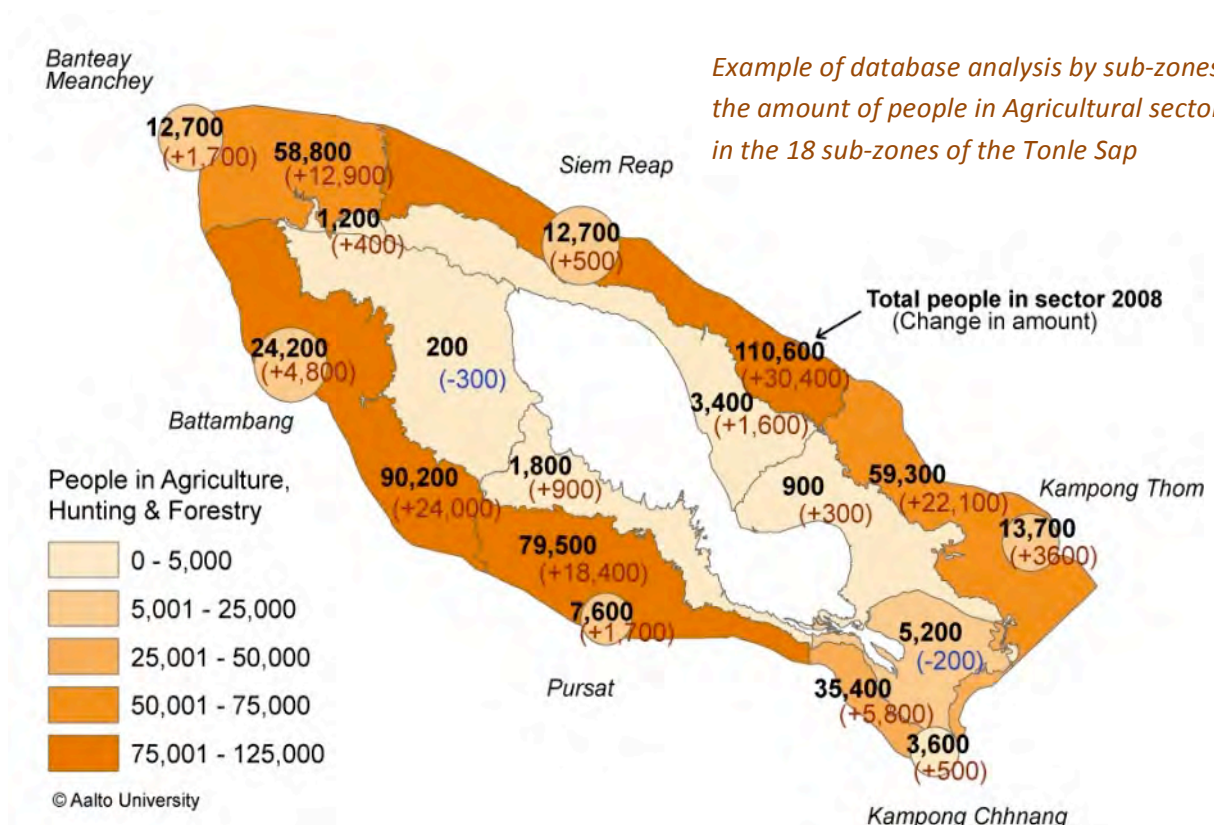 Banteay
Meanchey
Example of database analysis by sub-zones
the amount of people in Agricultural sector
in the 18 sub-zones of the Tonle Sap
12,700
(+1,700)
58,800
(+12,900)
Siem Reap
1,200
(+400)
12,700
(+500)
Total people in sector 2008
(Change in amount)
24,200
(+4,800)
200
(-300)
110,600
(+30,400)
3,400
(+1,600)
Battambang
90,200
(+24,000)
1,800
(+900)
900
(+300)
59,300
(+22,100)
Kampong Thom
13,700
(+3600)
79,500
(+18,400)
7,600
(+1,700)
Pursat
5,200
(-200)
35,400
(+5,800)
3,600
(+500)
Kampong Chhnang
People in Agriculture,
Hunting & Forestry
0 - 5,000
5,001 - 25,000
25,001 - 50,000
50,001 - 75,000
75,001 - 125,000
© Aalto University